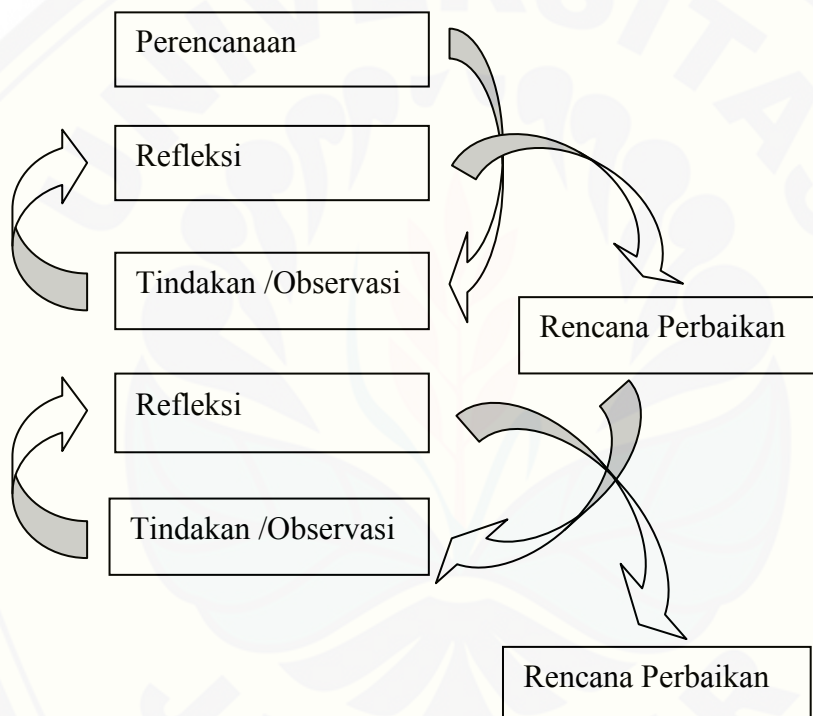 Perencanaan
Refleksi
Tindakan /Observasi
Rencana Perbaikan
Refleksi
Tindakan /Observasi
Rencana Perbaikan